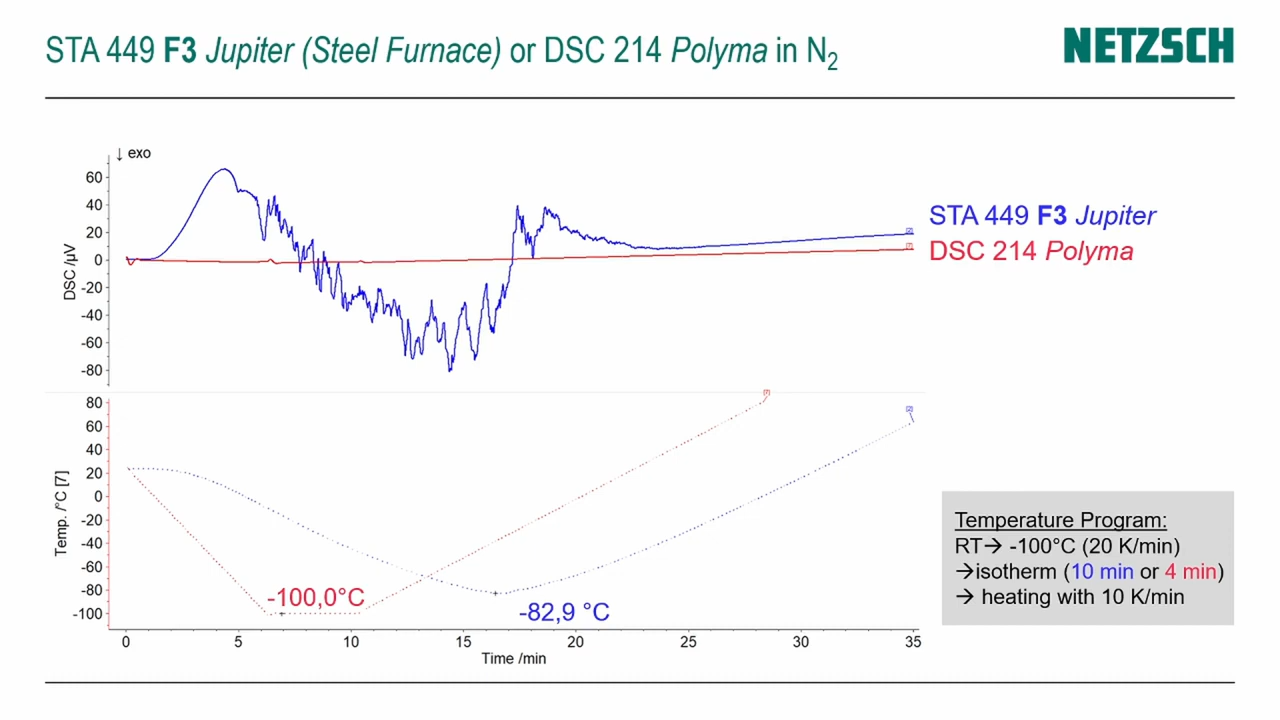 STA 449 F3 Jupiter (Steel Furnace) or DSC 214 Polyma in N₂
NETZSCH
↓ exo
60
40
20
0
-20
-40
-60
-80
DSC /µV
STA 449 F3 Jupiter
DSC 214 Polyma
80
60
40
20
0
-20
-40
-60
-80
-100
Temp. /°C [7]
-100,0°C
-82,9 °C
0 5 10 15 20 25 30 35
Time /min
Temperature Program:
RT→ -100°C (20 K/min)
→isotherm (10 min or 4 min)
→ heating with 10 K/min